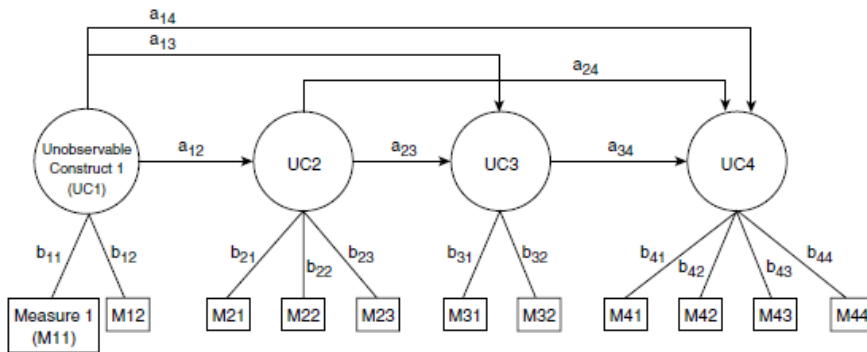 a14
a13
a24
Unobservable
Construct 1
(UC1)
a12
UC2
a23
UC3
a34
UC4
b11
b12
b21
b22
b23
b31
b32
b41
b42
b43
b44
Measure 1
(M11)
M12
M21
M22
M23
M31
M32
M41
M42
M43
M44